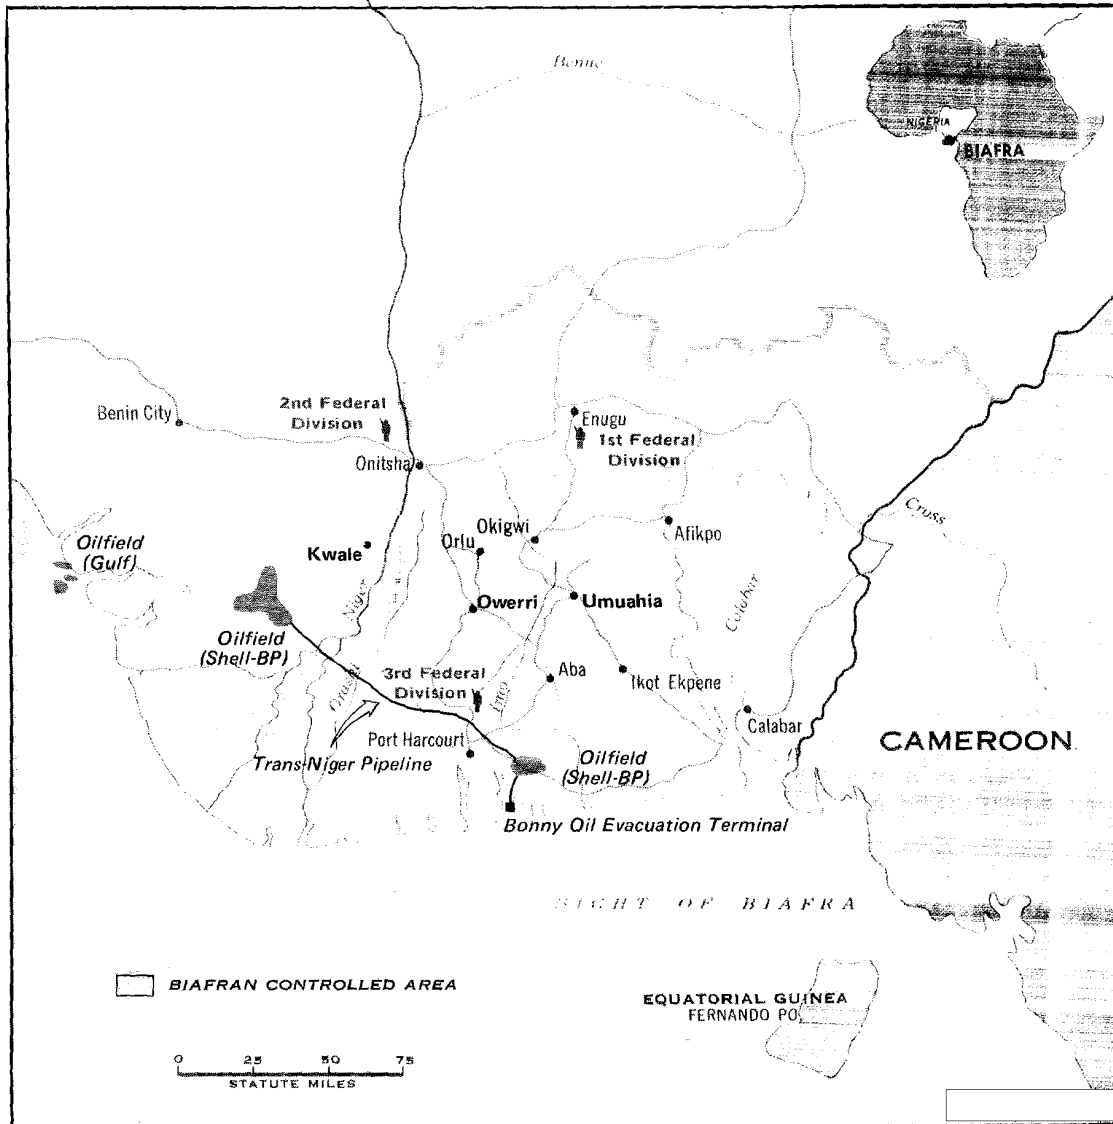 Benue
NIGERIA
BIAFRA
Benin City
2nd Federal
Division
Enugu
1st Federal
Division
Onitsha
Cross
Okigwi
Afikpo
Orlu
Oilfield
(Gulf)
Kwale
Niger
Owerri
Umuahia
Calabar
Oilfield
(Shell-BP)
3rd Federal
Division
Orashi
Imo
Aba
Ikot Ekpene
Calabar
Port Harcourt
Trans-Niger Pipeline
Oilfield
(Shell-BP)
CAMEROON
Bonny Oil Evacuation Terminal
BIGHT OF BIAFRA
BIAFRAN CONTROLLED AREA
EQUATORIAL GUINEA
FERNANDO PO
0 25 50 75
STATUTE MILES